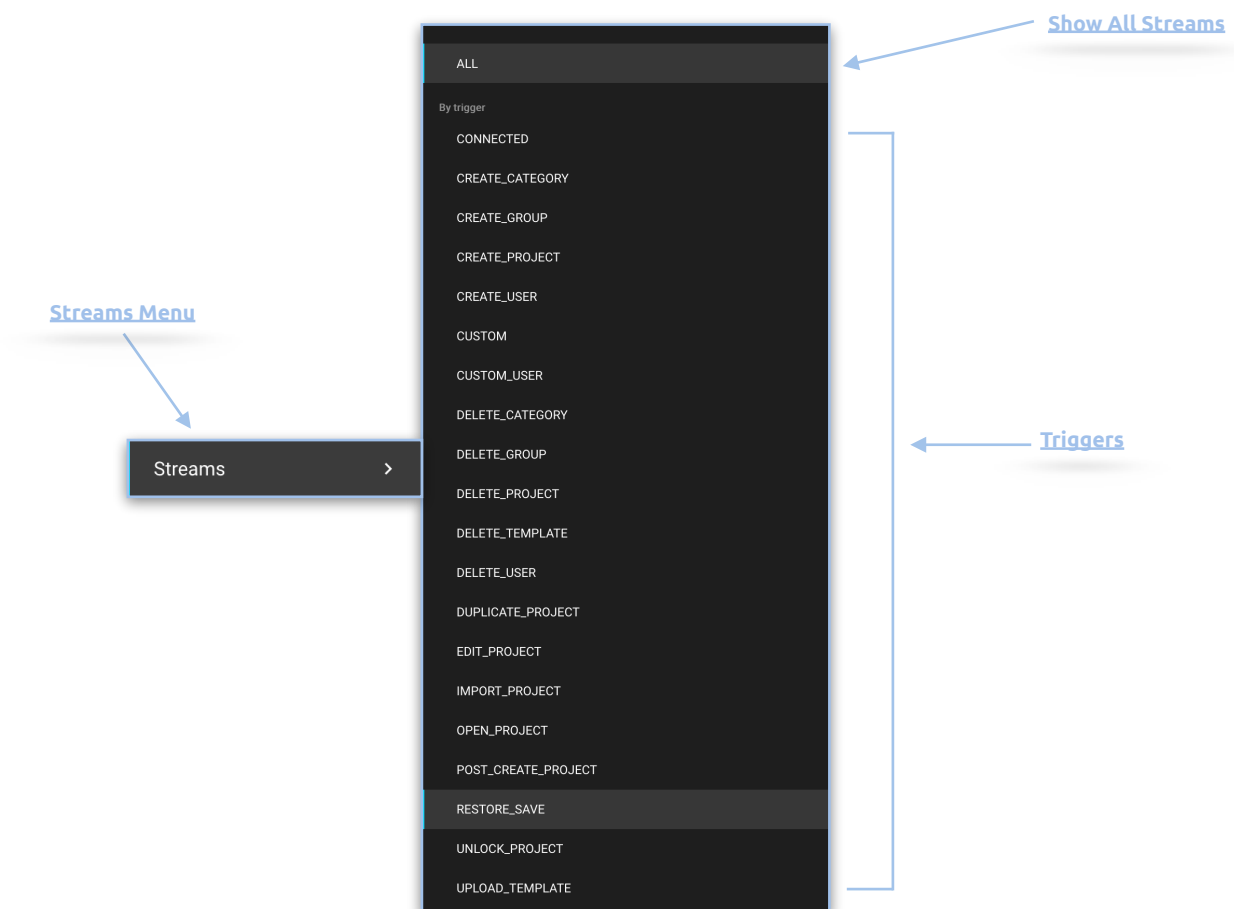 Show All Streams
ALL
By trigger
CONNECTED
CREATE_CATEGORY
CREATE_GROUP
CREATE_PROJECT
CREATE_USER
Streams Menu
CUSTOM
CUSTOM_USER
DELETE_CATEGORY
Triggers
DELETE_GROUP
Streams
DELETE_PROJECT
DELETE_TEMPLATE
DELETE_USER
DUPLICATE_PROJECT
EDIT_PROJECT
IMPORT_PROJECT
OPEN_PROJECT
POST_CREATE_PROJECT
RESTORE_SAVE
UNLOCK_PROJECT
UPLOAD_TEMPLATE